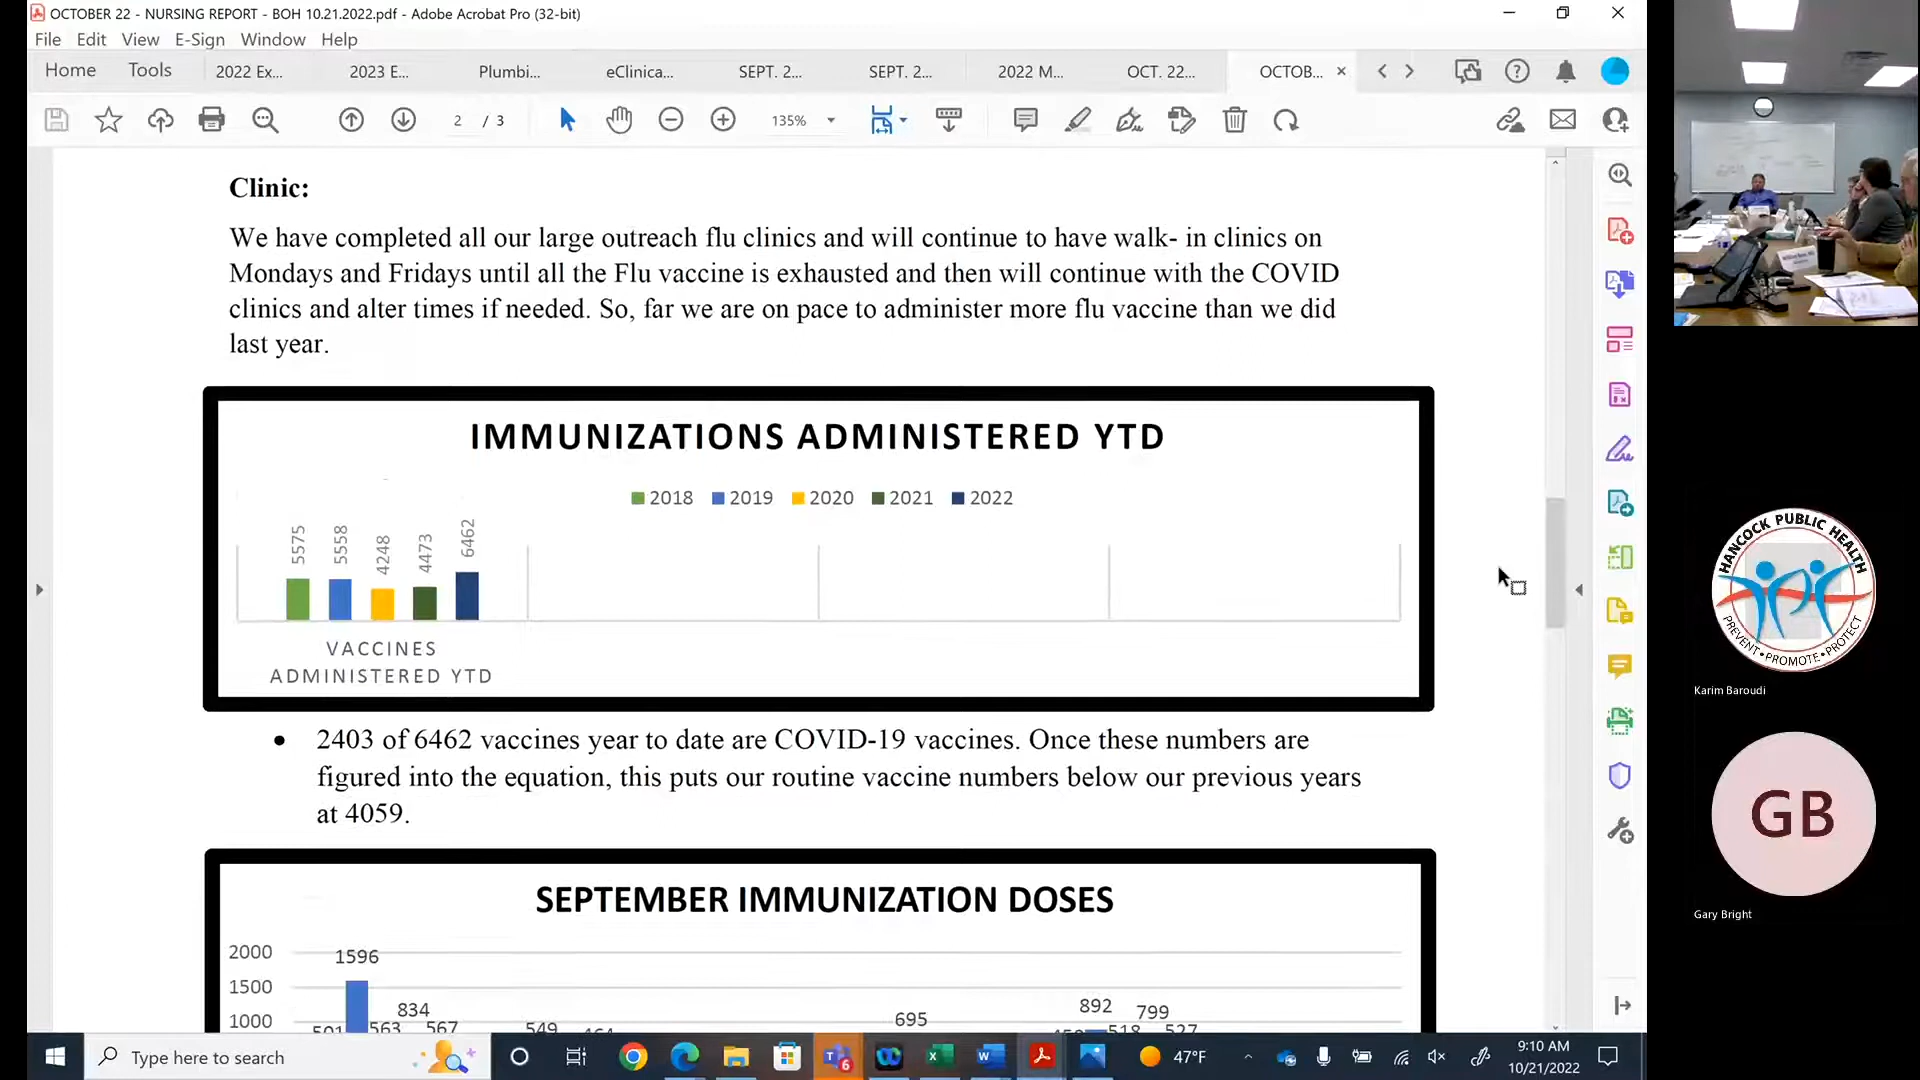 OCTOBER 22 - NURSING REPORT - BOH 10.21.2022.pdf - Adobe Acrobat Pro (32-bit)
File Edit View E-Sign Window Help
Home Tools 2022 Ex... 2023 E... Plumbi... eClinica... SEPT. 2... SEPT. 2... 2022 M... OCT. 22... OCTOB...
2 / 3 135%
Clinic:
We have completed all our large outreach flu clinics and will continue to have walk- in clinics on
Mondays and Fridays until all the Flu vaccine is exhausted and then will continue with the COVID
clinics and alter times if needed. So, far we are on pace to administer more flu vaccine than we did
last year.
IMMUNIZATIONS ADMINISTERED YTD
2018 2019 2020 2021 2022
5575 5558 4248 4473 6462
VACCINES
ADMINISTERED YTD
• 2403 of 6462 vaccines year to date are COVID-19 vaccines. Once these numbers are
figured into the equation, this puts our routine vaccine numbers below our previous years
at 4059.
SEPTEMBER IMMUNIZATION DOSES
2000
1596
1500
834 892 799
1000 563 567 549 695 518 527
HANCOCK PUBLIC HEALTH
PREVENT • PROMOTE • PROTECT
Karim Baroudi
GB
Gary Bright
Type here to search
6
47°F
9:10 AM
10/21/2022